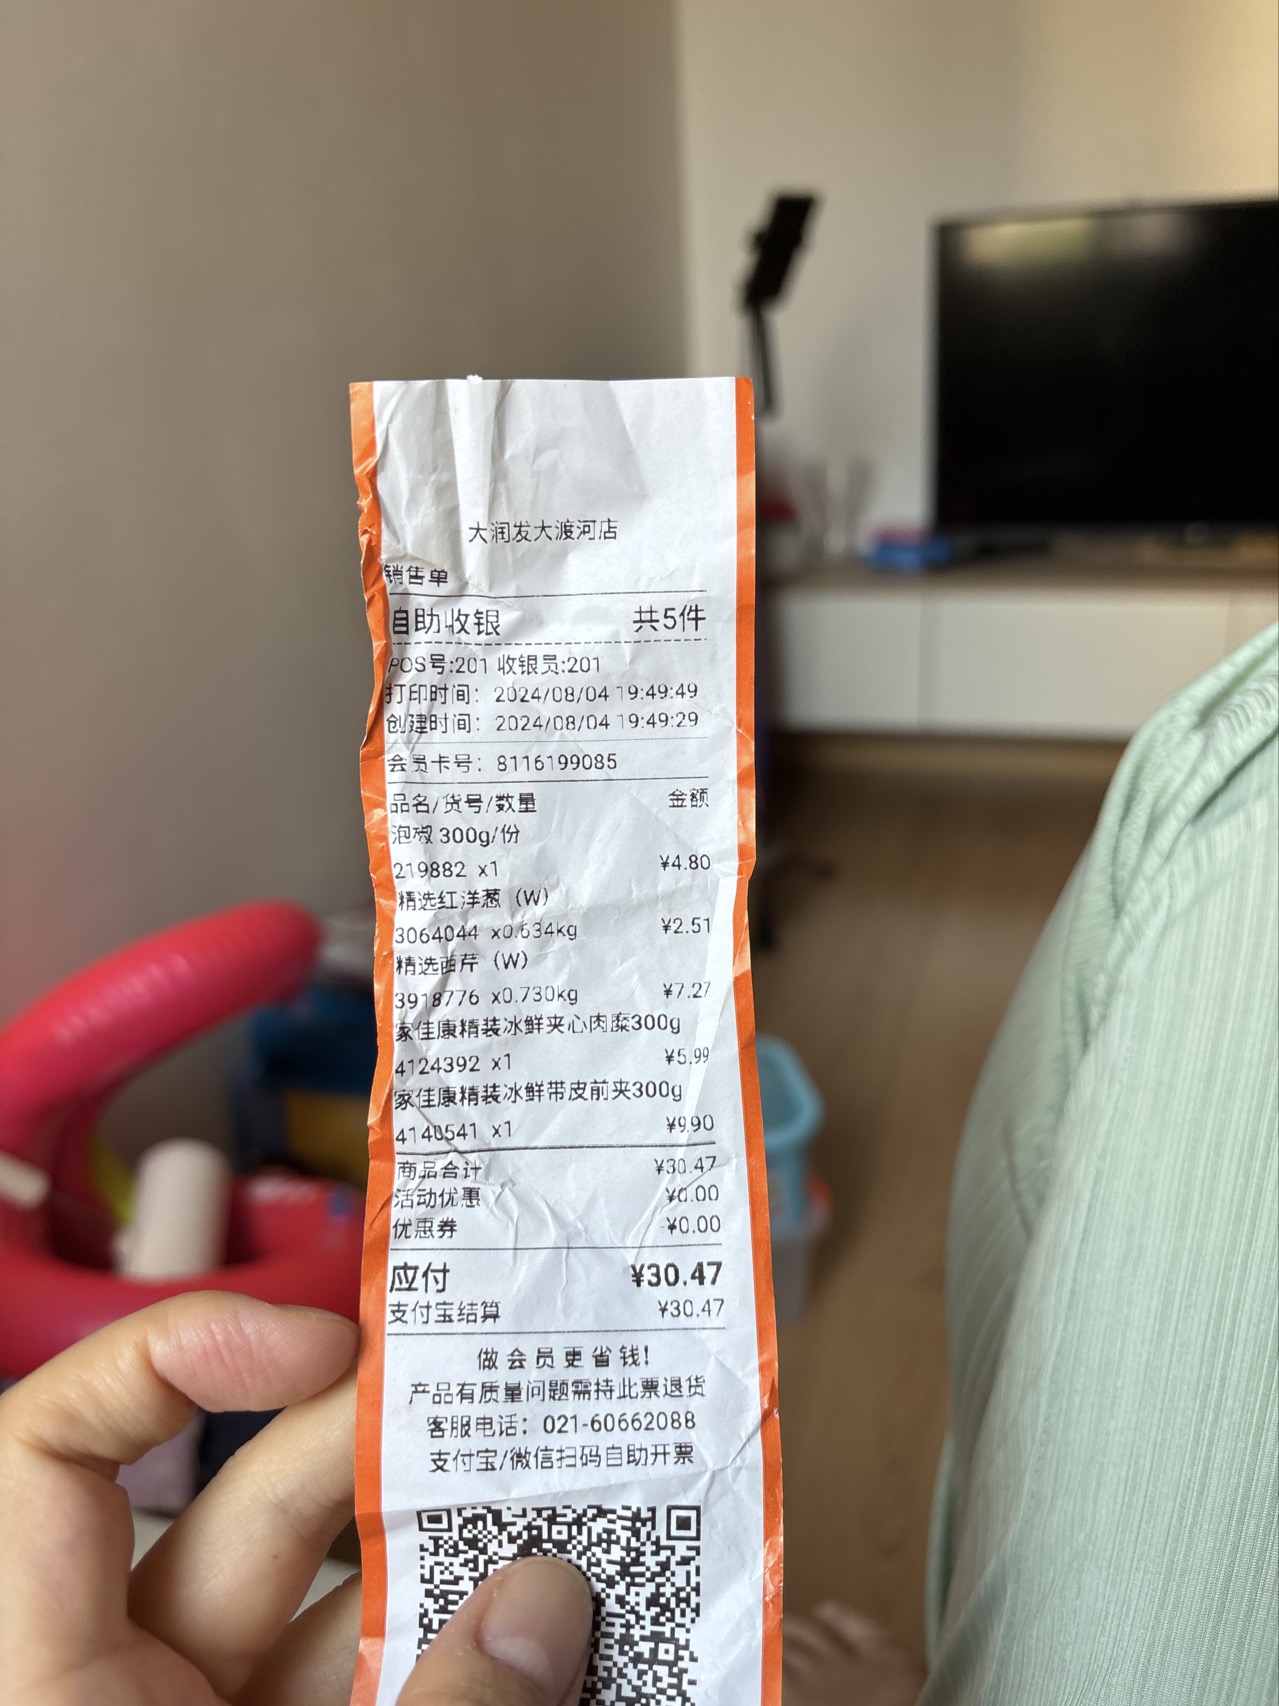 大润发大渡河店
销售单
自助收银 共5件
POS号:201 收银员:201
打印时间：2024/08/04 19:49:49
创建时间：2024/08/04 19:49:29
会员卡号：8116199085
品名/货号/数量 金额
泡椒 300g/份
219882 x1 ¥4.80
精选红洋葱（W）
3064044 x0.634kg ¥2.51
精选西芹（W）
3918776 x0.730kg ¥7.27
家佳康精装冰鲜夹心肉糜300g
4124392 x1 ¥5.99
家佳康精装冰鲜带皮前夹300g
4140541 x1 ¥9.90
商品合计 ¥30.47
活动优惠 ¥0.00
优惠券 -¥0.00
应付 ¥30.47
支付宝结算 ¥30.47
做会员更省钱!
产品有质量问题需持此票退货
客服电话：021-60662088
支付宝/微信扫码自助开票